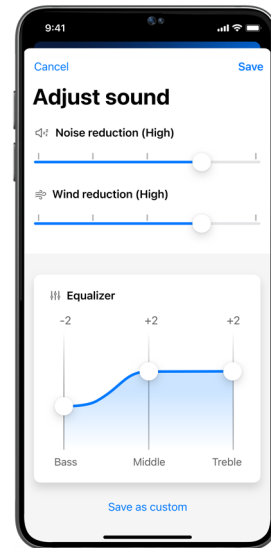 9:41
Cancel Save
Adjust sound
Noise reduction (High)
Wind reduction (High)
Equalizer
-2 +2 +2
Bass Middle Treble
Save as custom